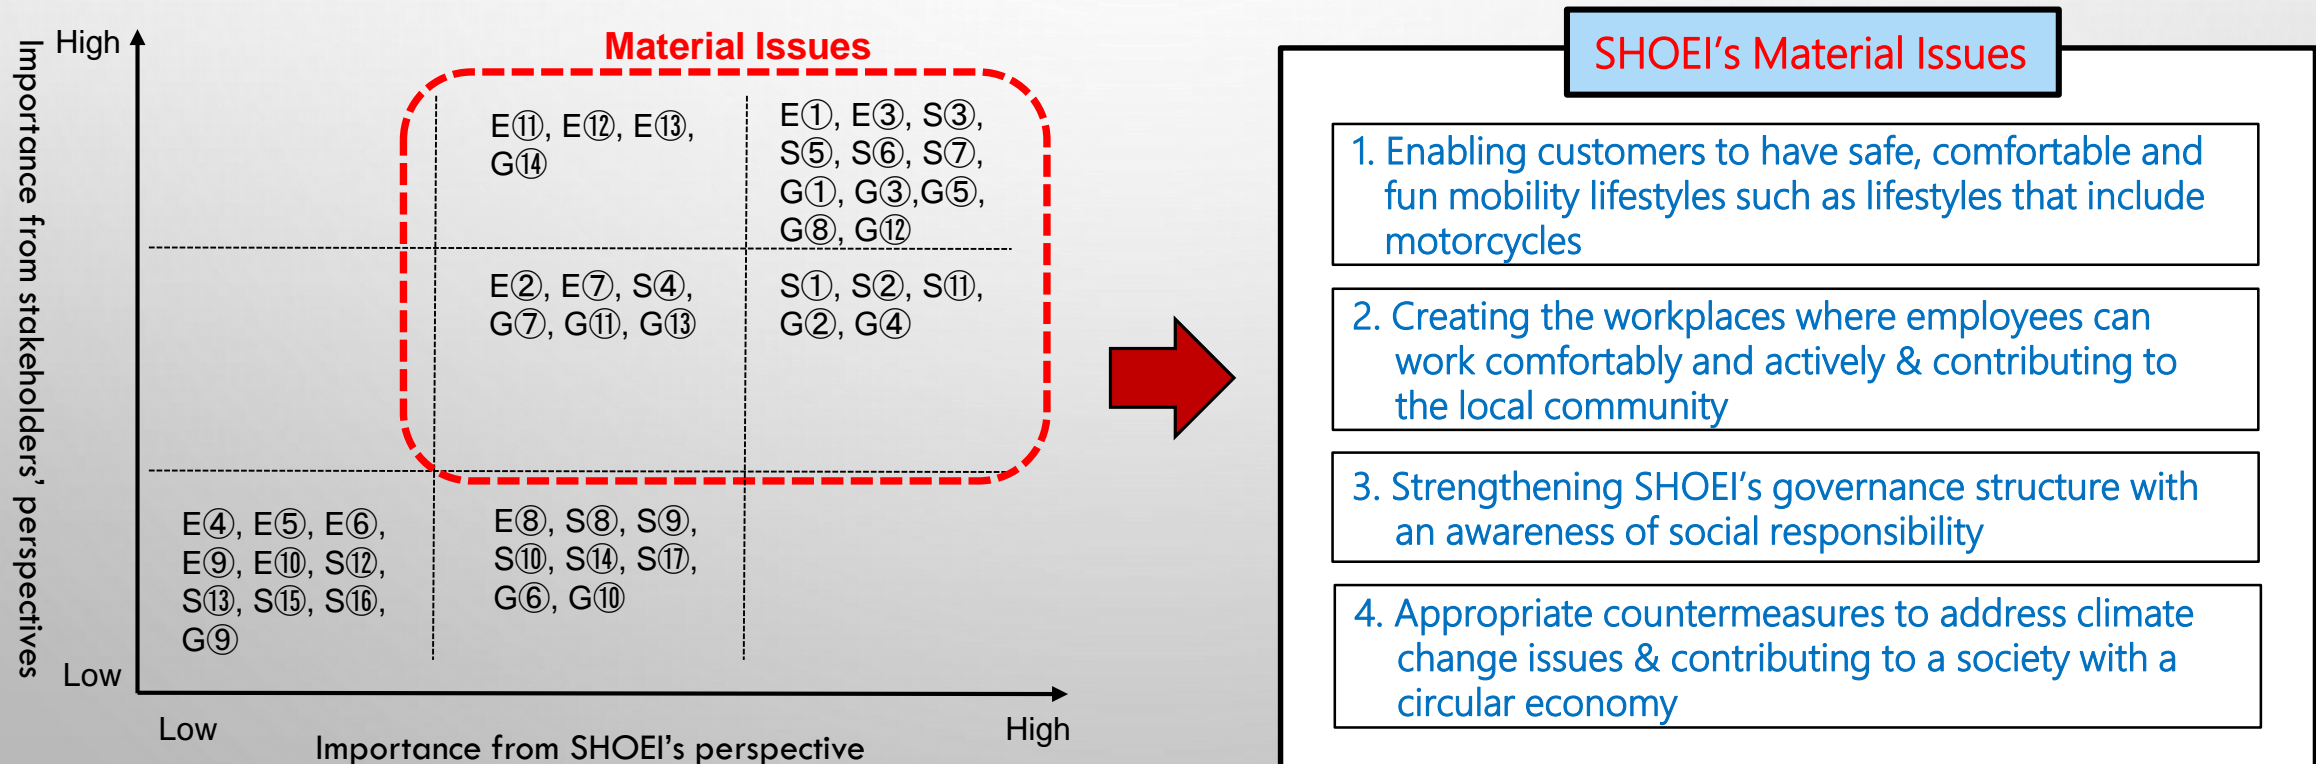 Importance from stakeholders' perspectives
High
Low
Material Issues
E⑪, E⑫, E⑬,
G⑭
E①, E③, S③,
S⑤, S⑥, S⑦,
G①, G③,G⑤,
G⑧, G⑫
E②, E⑦, S④,
G⑦, G⑪, G⑬
S①, S②, S⑪,
G②, G④
E④, E⑤, E⑥,
E⑨, E⑩, S⑫,
S⑬, S⑮, S⑯,
G⑨
E⑧, S⑧, S⑨,
S⑩, S⑭, S⑰,
G⑥, G⑩
Low
High
Importance from SHOEI's perspective
SHOEI's Material Issues
1. Enabling customers to have safe, comfortable and
fun mobility lifestyles such as lifestyles that include
motorcycles
2. Creating the workplaces where employees can
work comfortably and actively & contributing to
the local community
3. Strengthening SHOEI's governance structure with
an awareness of social responsibility
4. Appropriate countermeasures to address climate
change issues & contributing to a society with a
circular economy